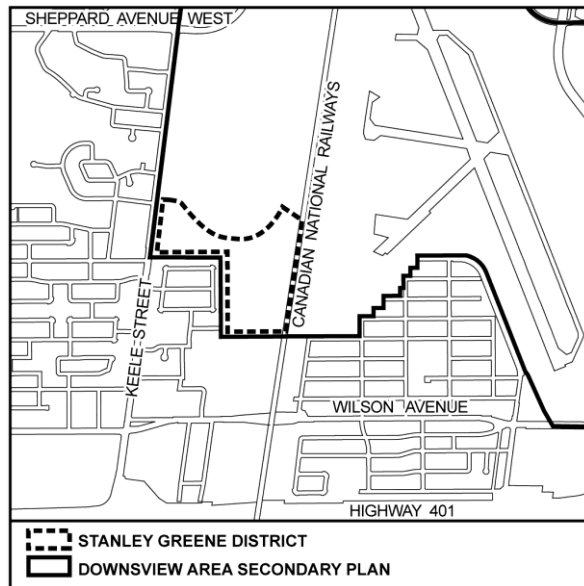 SHEPPARD AVENUE WEST
CANADIAN NATIONAL RAILWAYS
KEELE STREET
WILSON AVENUE
HIGHWAY 401
STANLEY GREENE DISTRICT
DOWNSVIEW AREA SECONDARY PLAN